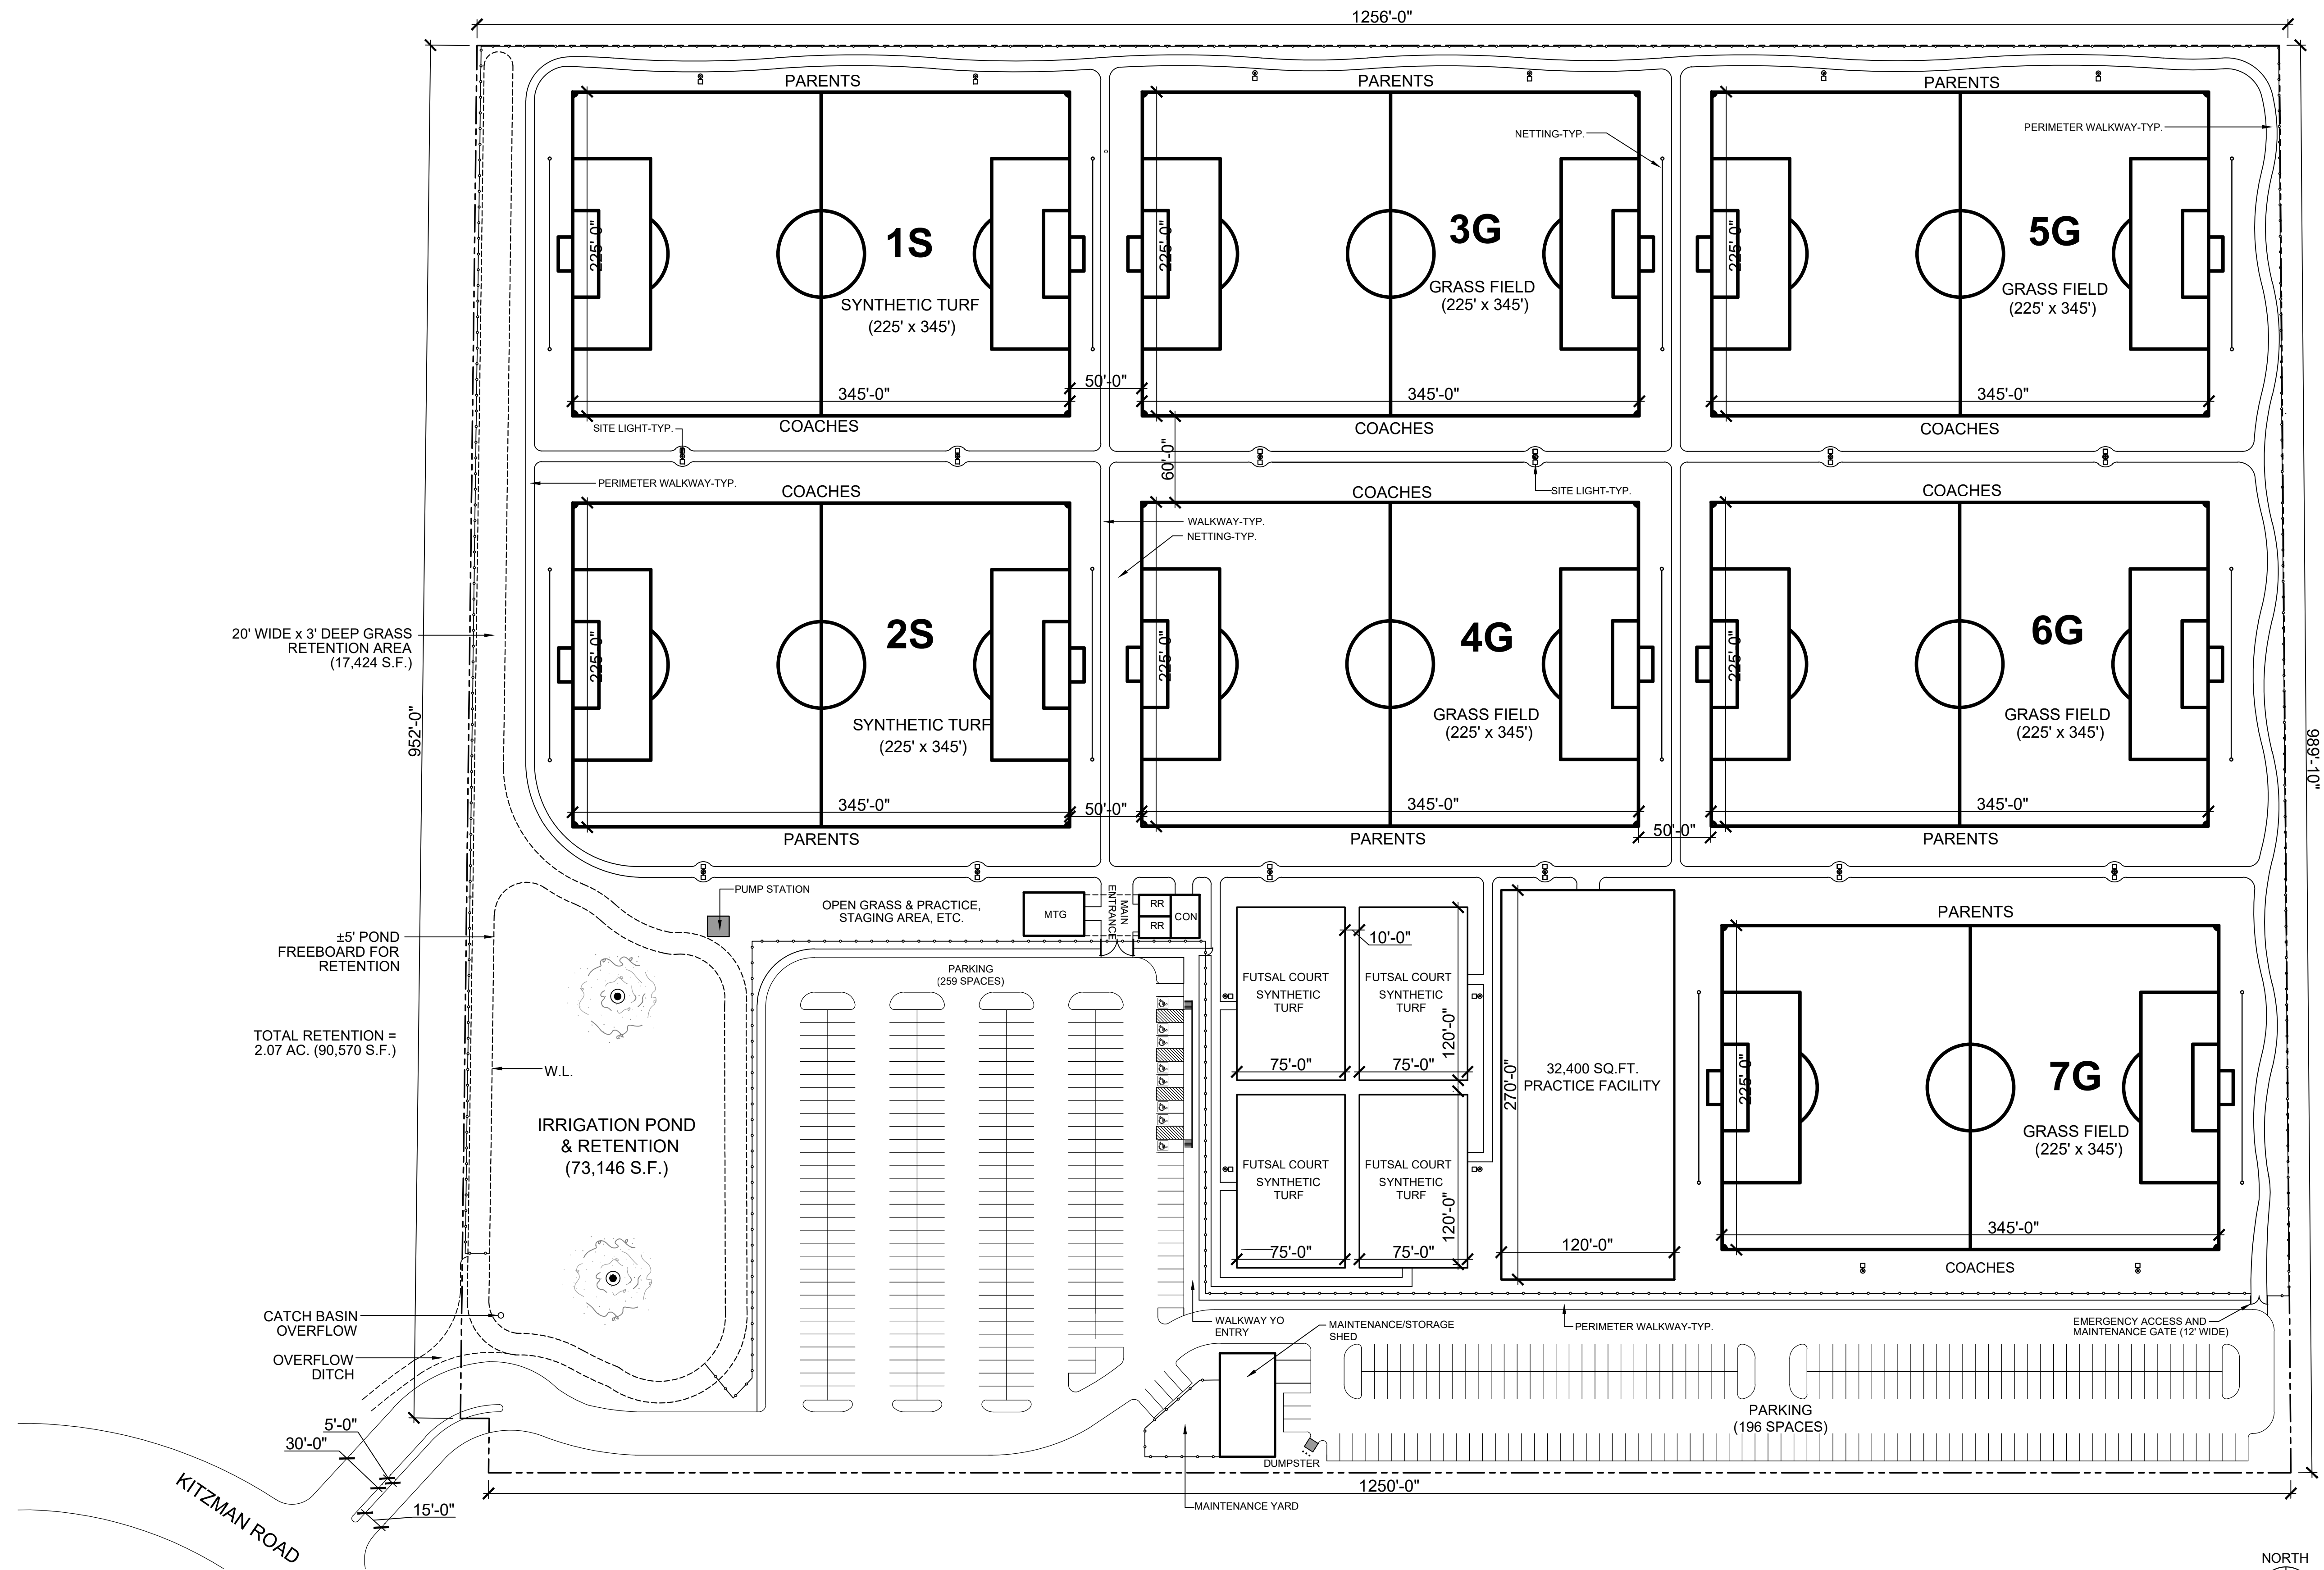 1256'-0"
PARENTS
PARENTS
PARENTS
NETTING-TYP.
PERIMETER WALKWAY-TYP.
225'-0"
1S
SYNTHETIC TURF
(225' x 345')
225'-0"
3G
GRASS FIELD
(225' x 345')
225'-0"
5G
GRASS FIELD
(225' x 345')
345'-0"
50'-0"
345'-0"
345'-0"
SITE LIGHT-TYP.
COACHES
COACHES
COACHES
60'-0"
PERIMETER WALKWAY-TYP.
COACHES
COACHES
SITE LIGHT-TYP.
COACHES
WALKWAY-TYP.
NETTING-TYP.
20' WIDE x 3' DEEP GRASS
RETENTION AREA
(17,424 S.F.)
952'-0"
989'-10"
225'-0"
2S
SYNTHETIC TURF
(225' x 345')
225'-0"
4G
GRASS FIELD
(225' x 345')
225'-0"
6G
GRASS FIELD
(225' x 345')
345'-0"
50'-0"
345'-0"
50'-0"
345'-0"
PARENTS
PARENTS
PARENTS
PUMP STATION
OPEN GRASS & PRACTICE,
STAGING AREA, ETC.
MTG
MAIN
ENTRANCE
RR
RR
CON
±5' POND
FREEBOARD FOR
RETENTION
PARKING
(259 SPACES)
10'-0"
PARENTS
TOTAL RETENTION =
2.07 AC. (90,570 S.F.)
W.L.
IRRIGATION POND
& RETENTION
(73,146 S.F.)
FUTSAL COURT
SYNTHETIC
TURF
75'-0"
FUTSAL COURT
SYNTHETIC
TURF
120'-0"
75'-0"
FUTSAL COURT
SYNTHETIC
TURF
75'-0"
FUTSAL COURT
SYNTHETIC
TURF
120'-0"
75'-0"
270'-0"
32,400 SQ.FT.
PRACTICE FACILITY
120'-0"
225'-0"
7G
GRASS FIELD
(225' x 345')
345'-0"
COACHES
CATCH BASIN
OVERFLOW
OVERFLOW
DITCH
WALKWAY YO
ENTRY
MAINTENANCE/STORAGE
SHED
PERIMETER WALKWAY-TYP.
EMERGENCY ACCESS AND
MAINTENANCE GATE (12' WIDE)
PARKING
(196 SPACES)
5'-0"
30'-0"
15'-0"
KITZMAN ROAD
DUMPSTER
1250'-0"
MAINTENANCE YARD
NORTH